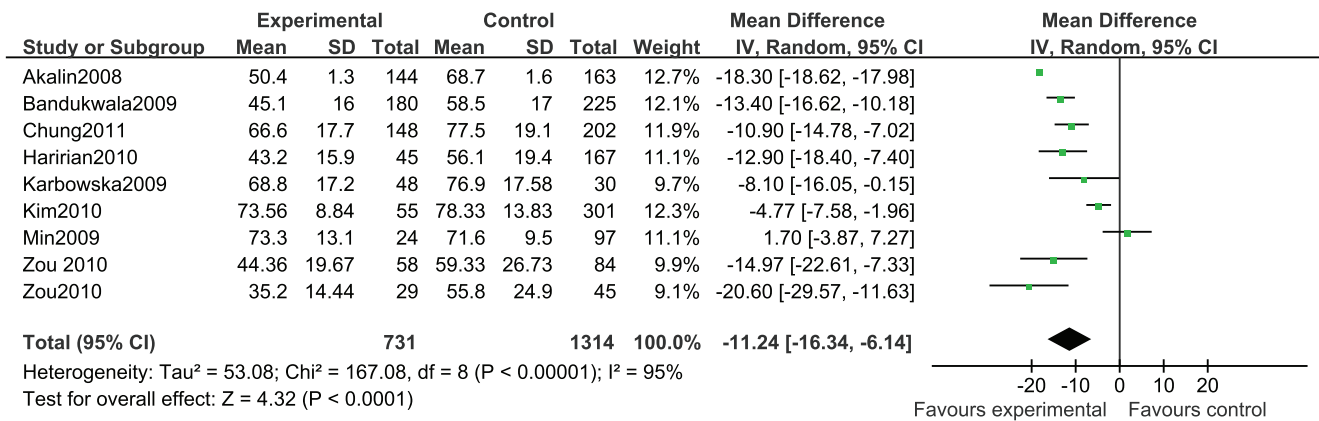 Experimental Control Mean Difference Mean Difference
Study or Subgroup Mean SD Total Mean SD Total Weight IV, Random, 95% CI IV, Random, 95% CI
Akalin2008 50.4 1.3 144 68.7 1.6 163 12.7% -18.30 [-18.62, -17.98]
Bandukwala2009 45.1 16 180 58.5 17 225 12.1% -13.40 [-16.62, -10.18]
Chung2011 66.6 17.7 148 77.5 19.1 202 11.9% -10.90 [-14.78, -7.02]
Haririan2010 43.2 15.9 45 56.1 19.4 167 11.1% -12.90 [-18.40, -7.40]
Karbowska2009 68.8 17.2 48 76.9 17.58 30 9.7% -8.10 [-16.05, -0.15]
Kim2010 73.56 8.84 55 78.33 13.83 301 12.3% -4.77 [-7.58, -1.96]
Min2009 73.3 13.1 24 71.6 9.5 97 11.1% 1.70 [-3.87, 7.27]
Zou 2010 44.36 19.67 58 59.33 26.73 84 9.9% -14.97 [-22.61, -7.33]
Zou2010 35.2 14.44 29 55.8 24.9 45 9.1% -20.60 [-29.57, -11.63]
Total (95% CI) 731 1314 100.0% -11.24 [-16.34, -6.14]
Heterogeneity: Tau² = 53.08; Chi² = 167.08, df = 8 (P < 0.00001); I² = 95%
Test for overall effect: Z = 4.32 (P < 0.0001)
-20 -10 0 10 20
Favours experimental Favours control